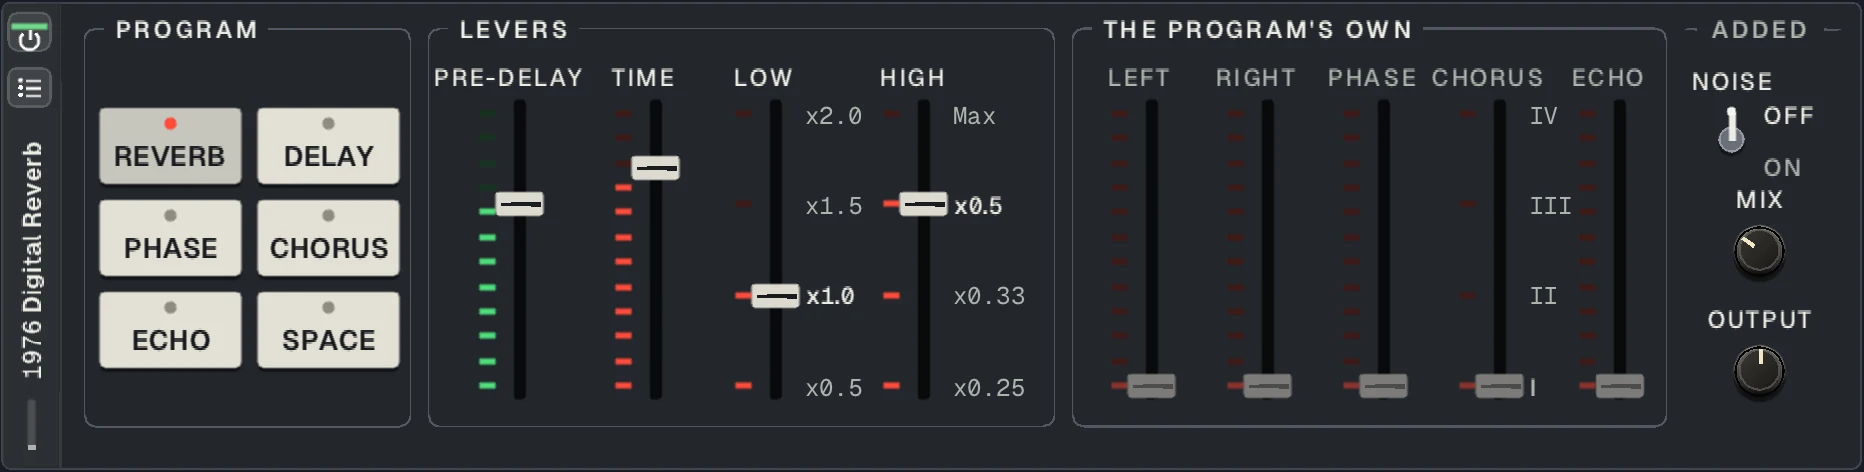 1976 Digital Reverb
PROGRAM
REVERB
DELAY
PHASE
CHORUS
ECHO
SPACE
LEVERS
PRE-DELAY TIME LOW HIGH
x2.0 Max
x1.5 x0.5
x1.0 x0.33
x0.5 x0.25
THE PROGRAM'S OWN
LEFT RIGHT PHASE CHORUS ECHO
IV
III
II
I
ADDED
NOISE
OFF
ON
MIX
OUTPUT